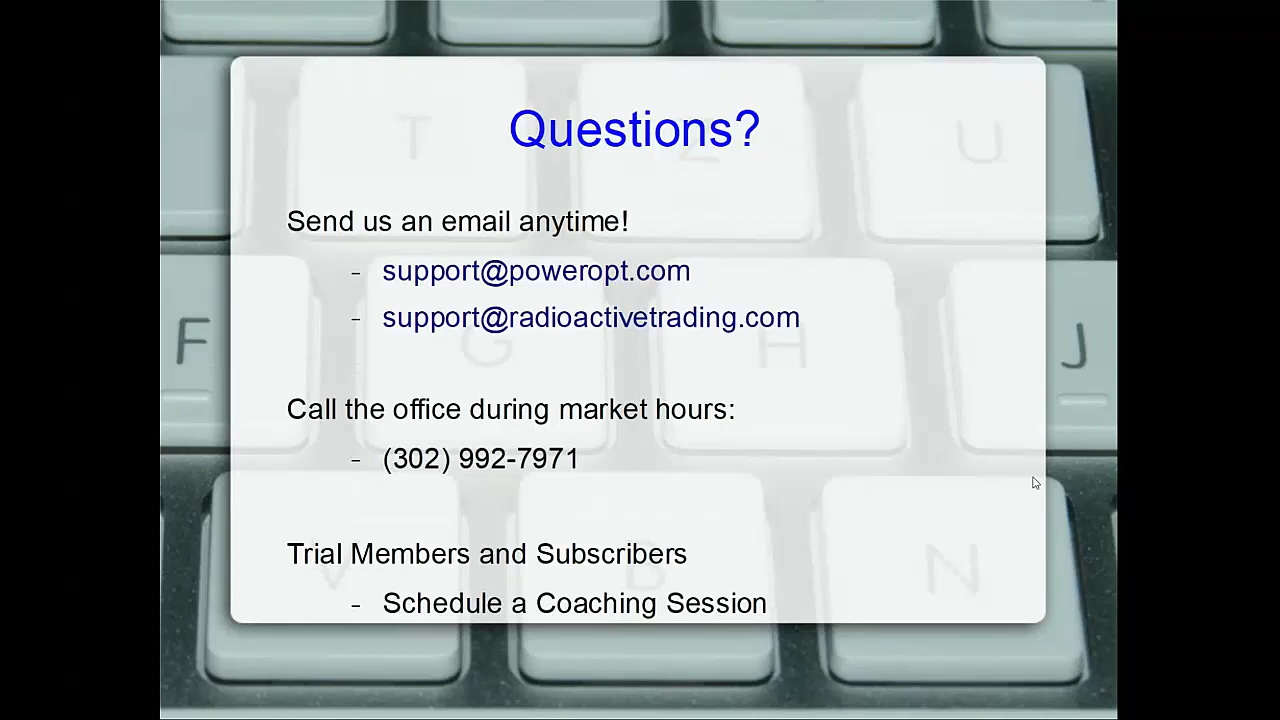 T Z U
Questions?
Send us an email anytime!
- support@poweropt.com
- support@radioactivetrading.com
F G H J
Call the office during market hours:
- (302) 992-7971
Trial Members and Subscribers
V B N
- Schedule a Coaching Session